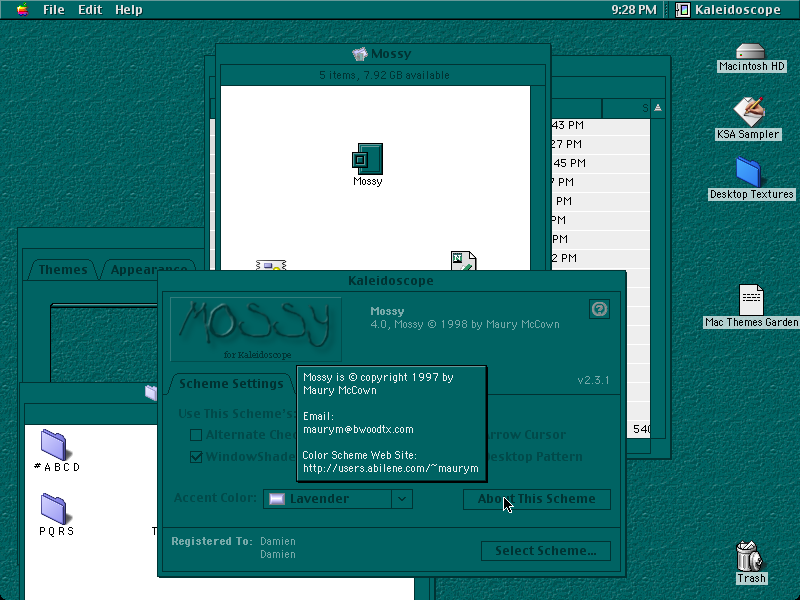 File Edit Help
9:28 PM
Kaleidoscope
Mossy
5 items, 7.92 GB available
Macintosh HD
S
43 PM
27 PM
KSA Sampler
45 PM
7 PM
PM
Mossy
Desktop Textures
PM
PM
2 PM
Themes
Appearance
Kaleidoscope
Mossy
for Kaleidoscope
Mossy
4.0, Mossy © 1998 by Maury McCown
Mac Themes Garden
v2.3.1
Scheme Settings
Mossy is © copyright 1997 by
Maury McCown
Email:
maurym@bwoodtx.com
Color Scheme Web Site:
http://users.abilene.com/~maurym
Use This Scheme's:
Alternate Che
Arrow Cursor
WindowShade
Desktop Pattern
540
#ABCD
Accent Color:
Lavender
About This Scheme
PQRS
T
Registered To: Damien
Damien
Select Scheme...
Trash